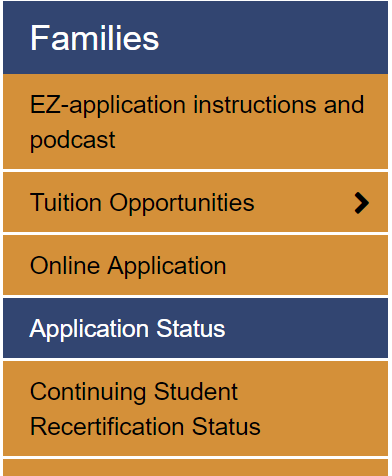 Families
EZ-application instructions and
podcast
Tuition Opportunities
Online Application
Application Status
Continuing Student
Recertification Status